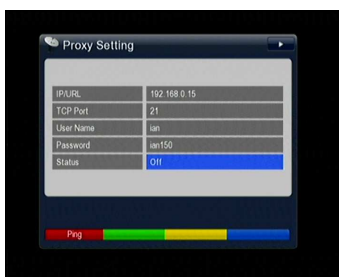 Proxy Setting
IP/URL 192.168.0.15
TCP Port 21
User Name ian
Password ian150
Status Off
Ping